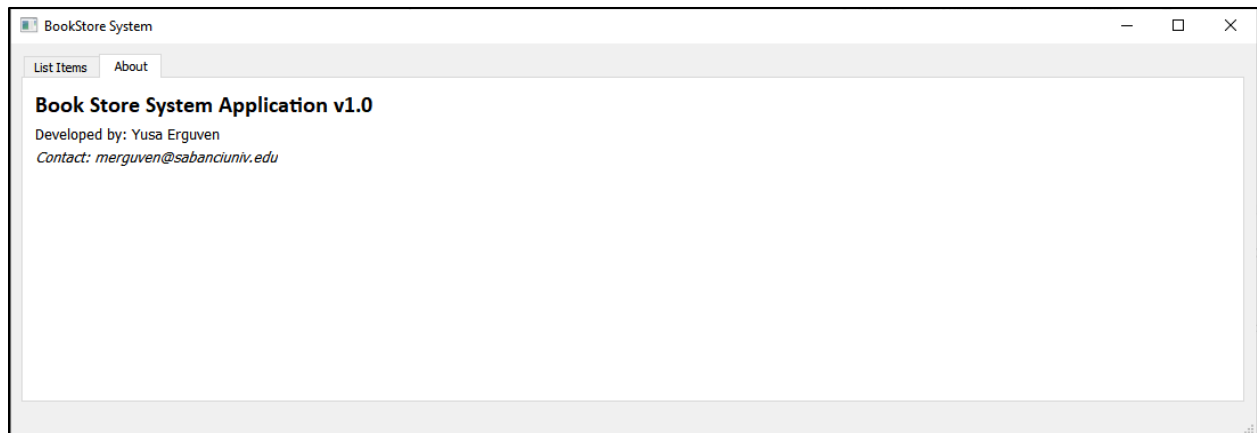 BookStore System
List Items About
Book Store System Application v1.0
Developed by: Yusa Erguven
Contact: merguven@sabanciuniv.edu